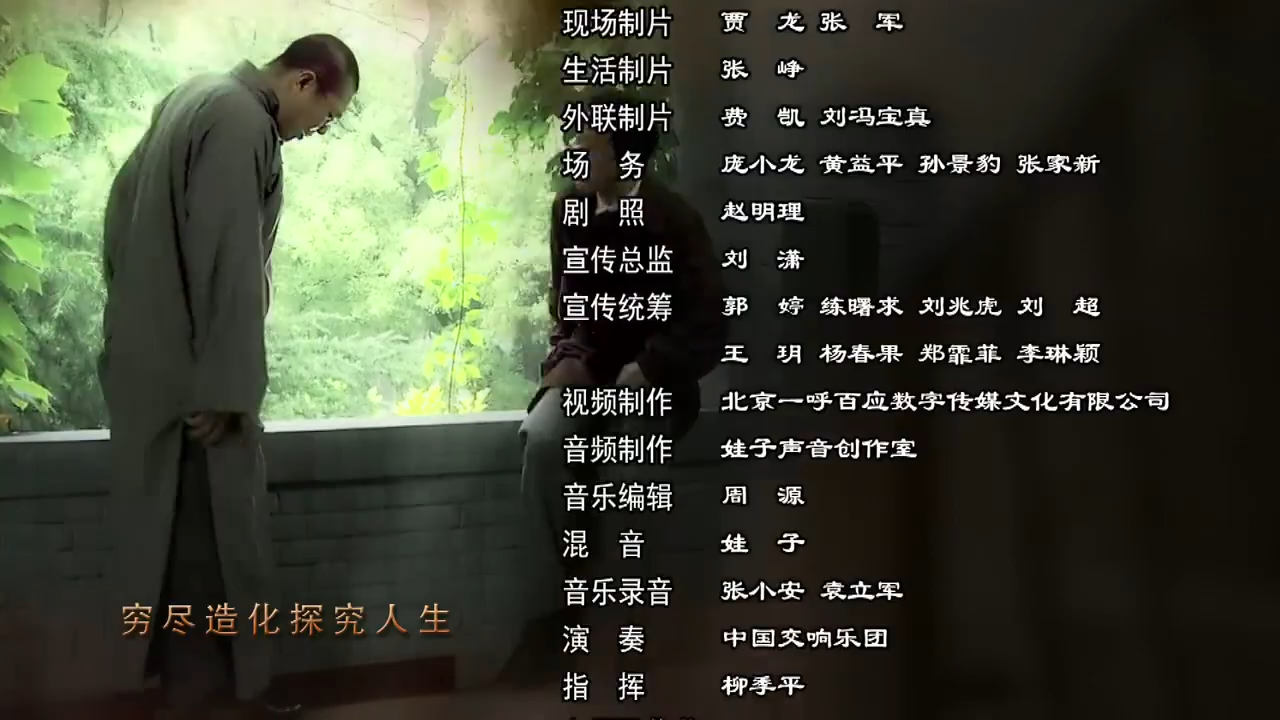 现场制片 贾 龙 张 军
生活制片 张 峥
外联制片 费 凯 刘冯宝真
场 务 庞小龙 黄益平 孙景豹 张家新
剧 照 赵明理
宣传总监 刘 潇
宣传统筹 郭 婷 练曙求 刘兆虎 刘 超
王 玥 杨春果 郑霏菲 李琳颖
视频制作 北京一呼百应数字传媒文化有限公司
音频制作 娃子声音创作室
音乐编辑 周 源
混 音 娃 子
音乐录音 张小安 袁立军
演 奏 中国交响乐团
指 挥 柳季平
穷尽造化探究人生